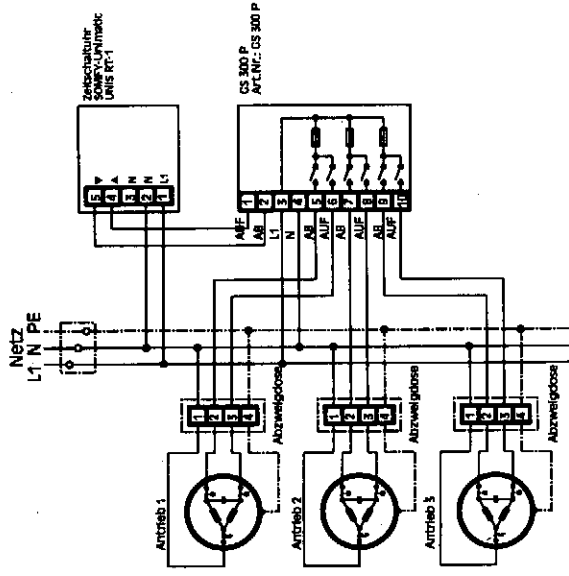 Netz
L1 N PE
Zeitschaltuhr
SOMFY-Unimatic
UNIS RT-1
5 ▼
4 ▲
3 N
2 N
1 L1
CS 300 P
Art.Nr.: CS 300 P
AUF 1
AB 2
L1 3
N 4
AB 5
AUF 6
AB 7
AUF 8
AB 9
AUF 10
Antrieb 1
1
2
3
4
Abzweigdose
Antrieb 2
1
2
3
4
Abzweigdose
Antrieb 3
1
2
3
4
Abzweigdose